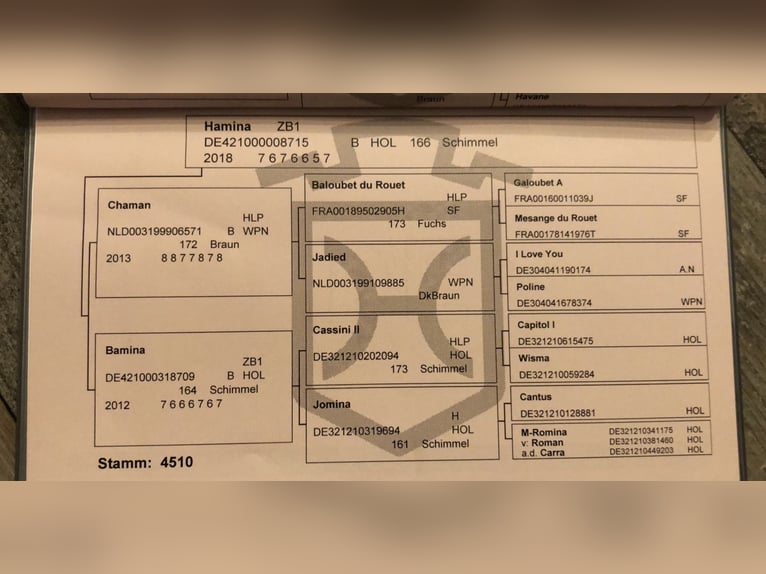 Braun
Havane
Hamina ZB1
DE421000008715 B HOL 166 Schimmel
2018 7 6 7 6 6 5 7
Chaman
HLP
NLD003199906571 B WPN
172 Braun
2013 8 8 7 7 8 7 8
Bamina
ZB1
DE421000318709 B HOL
164 Schimmel
2012 7 6 6 6 7 6 7
Stamm: 4510
Baloubet du Rouet
HLP
FRA00189502905H SF
173 Fuchs
Jadied
NLD003199109885 WPN
DkBraun
Cassini II
HLP
DE321210202094 HOL
173 Schimmel
Jomina
H
DE321210319694 HOL
161 Schimmel
Galoubet A
FRA00160011039J SF
Mesange du Rouet
FRA00178141976T SF
I Love You
DE304041190174 A.N
Poline
DE304041678374 WPN
Capitol I
DE321210615475 HOL
Wisma
DE321210059284 HOL
Cantus
DE321210128881 HOL
M-Romina DE321210341175 HOL
v: Roman DE321210381460 HOL
a.d. Carra DE321210449203 HOL